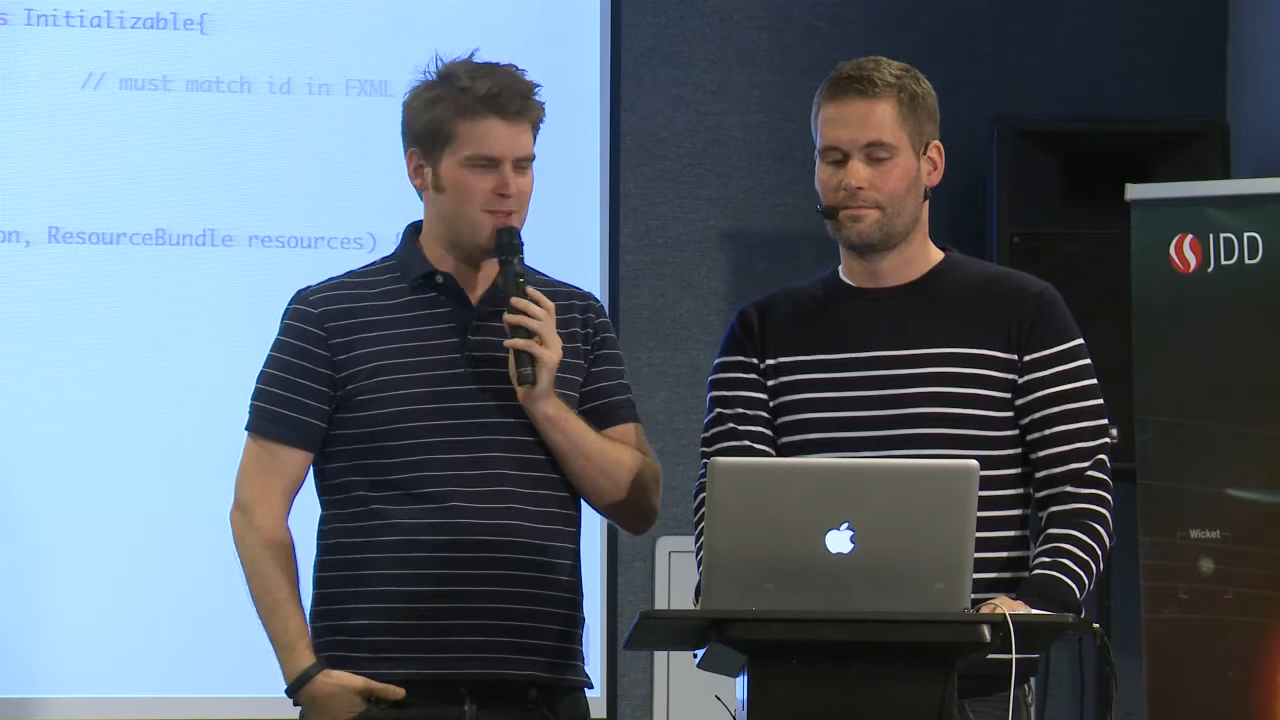 s Initializable{
// must match id in FXML
on, ResourceBundle resources) {
JDD
Wicket